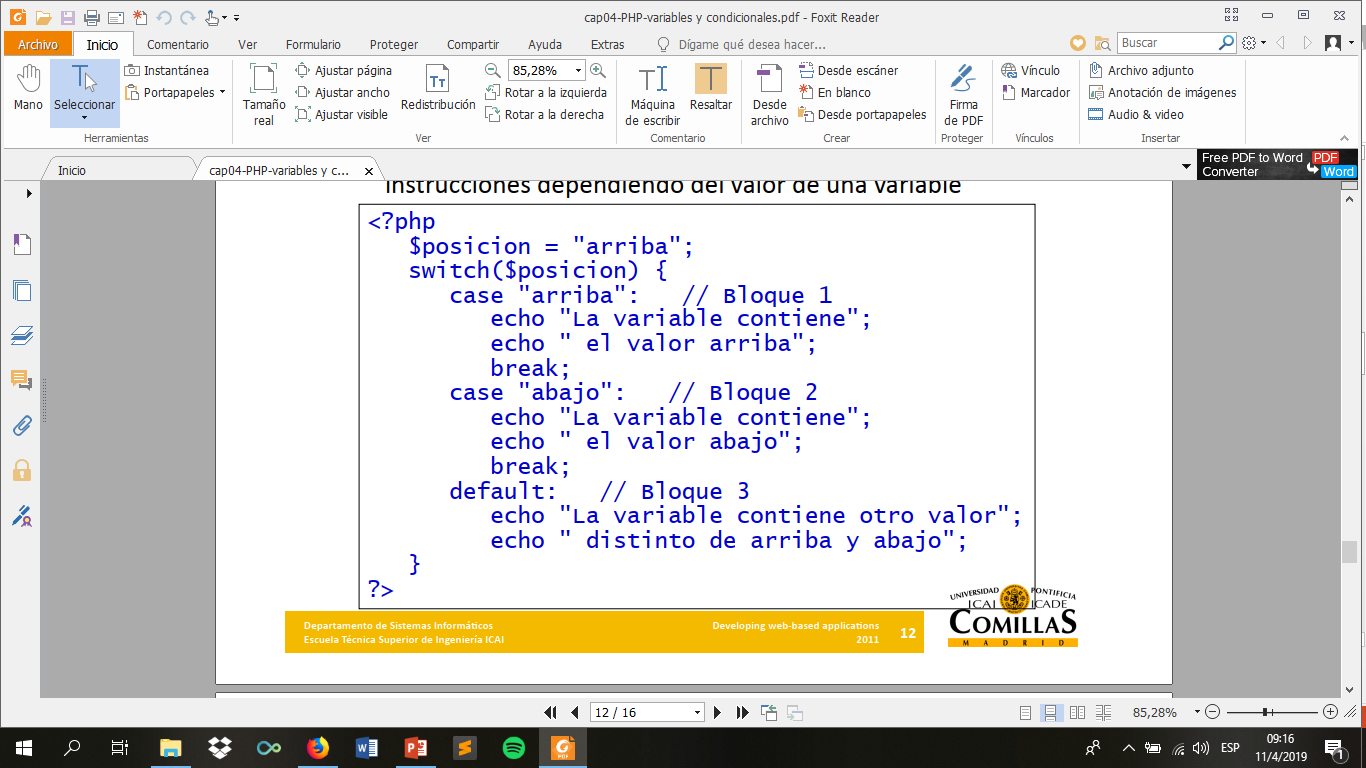 cap04-PHP-variables y condicionales.pdf - Foxit Reader
Archivo Inicio Comentario Ver Formulario Proteger Compartir Ayuda Extras Dígame qué desea hacer... Buscar
Mano
Seleccionar
Instantánea
Portapapeles
Herramientas
Tamaño real
Ajustar página
Ajustar ancho
Ajustar visible
Redistribución
85,28%
Rotar a la izquierda
Rotar a la derecha
Ver
Máquina de escribir
Resaltar
Comentario
Desde archivo
Desde escáner
En blanco
Desde portapapeles
Crear
Firma de PDF
Proteger
Vínculo
Marcador
Vínculos
Archivo adjunto
Anotación de imágenes
Audio & video
Insertar
Inicio
cap04-PHP-variables y c...
Free PDF to Word PDF
Converter Word
instrucciones dependiendo del valor de una variable
<?php
$posicion = "arriba";
switch($posicion) {
case "arriba": // Bloque 1
echo "La variable contiene";
echo " el valor arriba";
break;
case "abajo": // Bloque 2
echo "La variable contiene";
echo " el valor abajo";
break;
default: // Bloque 3
echo "La variable contiene otro valor";
echo " distinto de arriba y abajo";
}
?>
Departamento de Sistemas Informáticos
Escuela Técnica Superior de Ingeniería ICAI
Developing web-based applications
2011
12
UNIVERSIDAD PONTIFICIA
ICAI ICADE
COMILLAS
MADRID
12 / 16
85,28%
ESP
09:16
11/4/2019
1